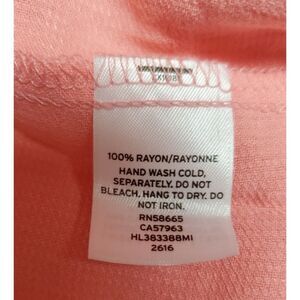 100% RAYON/RAYONNE
HAND WASH COLD,
SEPARATELY. DO NOT
BLEACH. HANG TO DRY. DO
NOT IRON.
RN58665
CA57963
HL383388MI
2616